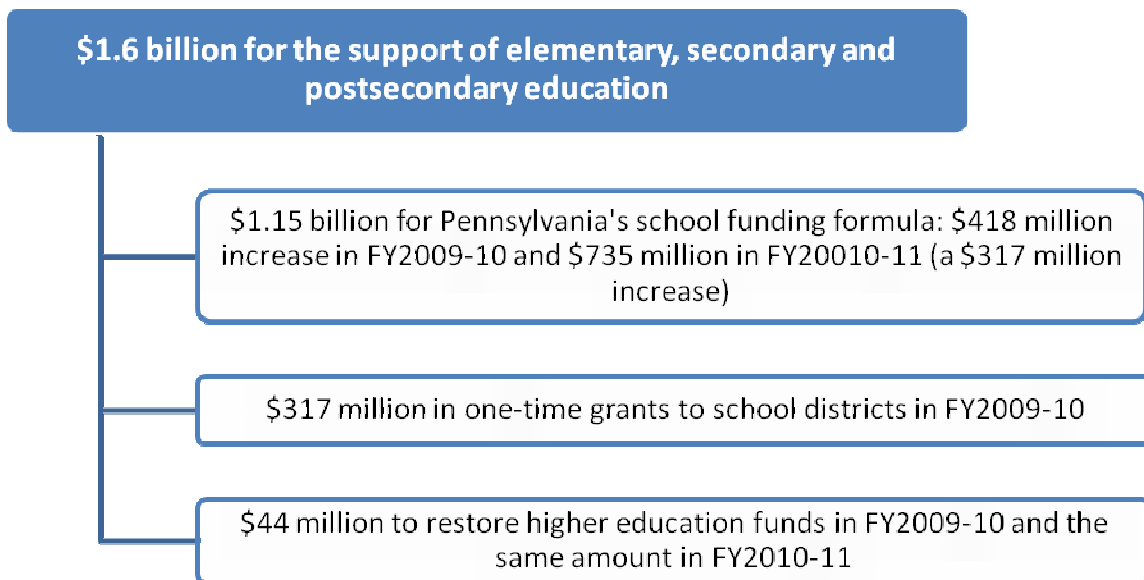 $1.6 billion for the support of elementary, secondary and
postsecondary education
$1.15 billion for Pennsylvania's school funding formula: $418 million
increase in FY2009-10 and $735 million in FY20010-11 (a $317 million
increase)
$317 million in one-time grants to school districts in FY2009-10
$44 million to restore higher education funds in FY2009-10 and the
same amount in FY2010-11